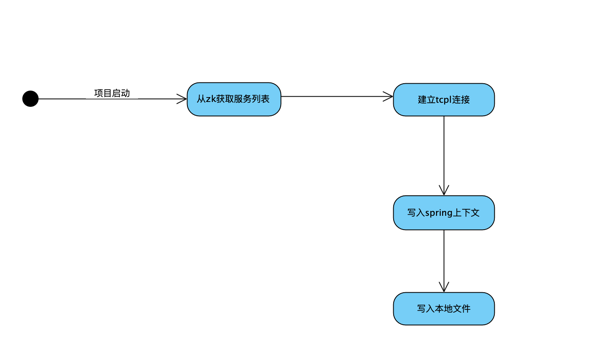 项目启动
从zk获取服务列表
建立tcpl连接
写入spring上下文
写入本地文件